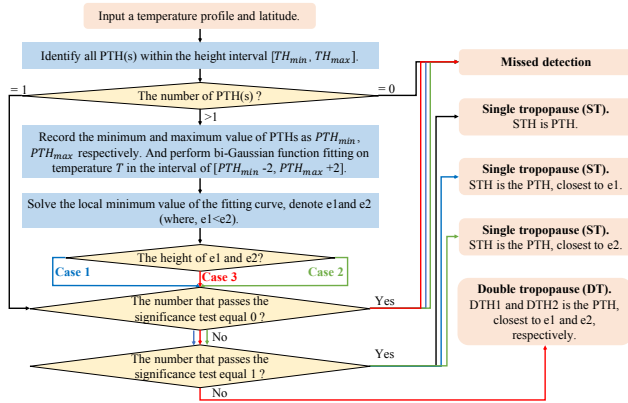 Input a temperature profile and latitude.
Identify all PTH(s) within the height interval [TH_min, TH_max].
= 1
= 0
The number of PTH(s) ?
>1
Record the minimum and maximum value of PTHs as PTH_min,
PTH_max respectively. And perform bi-Gaussian function fitting on
temperature T in the interval of [PTH_min -2, PTH_max +2].
Solve the local minimum value of the fitting curve, denote e1and e2
(where, e1<e2).
The height of e1 and e2?
Case 1
Case 3
Case 2
The number that passes the
significance test equal 0 ?
Yes
No
The number that passes the
significance test equal 1 ?
Yes
No
Missed detection
Single tropopause (ST).
STH is PTH.
Single tropopause (ST).
STH is the PTH, closest to e1.
Single tropopause (ST).
STH is the PTH, closest to e2.
Double tropopause (DT).
DTH1 and DTH2 is the PTH,
closest to e1 and e2,
respectively.